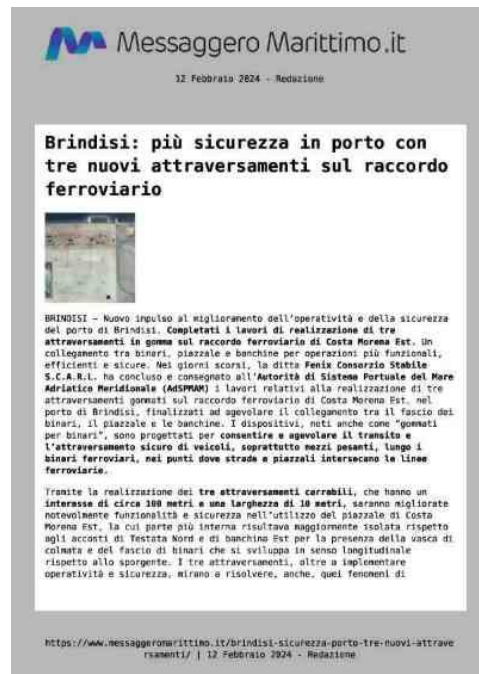 Messaggero Marittimo.it
12 Febbraio 2024 - Redazione
Brindisi: più sicurezza in porto con
tre nuovi attraversamenti sul raccordo
ferroviario
BRINDISI – Nuovo impulso al miglioramento dell'operatività e della sicurezza
del porto di Brindisi. Completati i lavori di realizzazione di tre
attraversamenti in gomma sul raccordo ferroviario di Costa Morena Est. Un
collegamento tra binari, piazzale e banchine per operazioni più funzionali,
efficienti e sicure. Nei giorni scorsi, la ditta Fenix Consorzio Stabile
S.C.A.R.L. ha concluso e consegnato all'Autorità di Sistema Portuale del Mare
Adriatico Meridionale (AdSPMAM) i lavori relativi alla realizzazione di tre
attraversamenti gommati sul raccordo ferroviario di Costa Morena Est, nel
porto di Brindisi, finalizzati ad agevolare il collegamento tra il fascio dei
binari, il piazzale e le banchine. I dispositivi, noti anche come "gommati
per binari", sono progettati per consentire e agevolare il transito e
l'attraversamento sicuro di veicoli, soprattutto mezzi pesanti, lungo i
binari ferroviari, nei punti dove strade e piazzali intersecano le linee
ferroviarie.
Tramite la realizzazione dei tre attraversamenti carrabili, che hanno un
interasse di circa 100 metri e una larghezza di 10 metri, saranno migliorate
notevolmente funzionalità e sicurezza nell'utilizzo del piazzale di Costa
Morena Est, la cui parte più interna risultava maggiormente isolata rispetto
agli accosti di Testata Nord e di banchina Est per la presenza della vasca di
colmata e del fascio di binari che si sviluppa in senso longitudinale
rispetto allo sporgente. I tre attraversamenti, oltre a implementare
operatività e sicurezza, mirano a risolvere, anche, quei fenomeni di
https://www.messaggeromarittimo.it/brindisi-sicurezza-porto-tre-nuovi-attrave
rsamenti/ | 12 Febbraio 2024 - Redazione